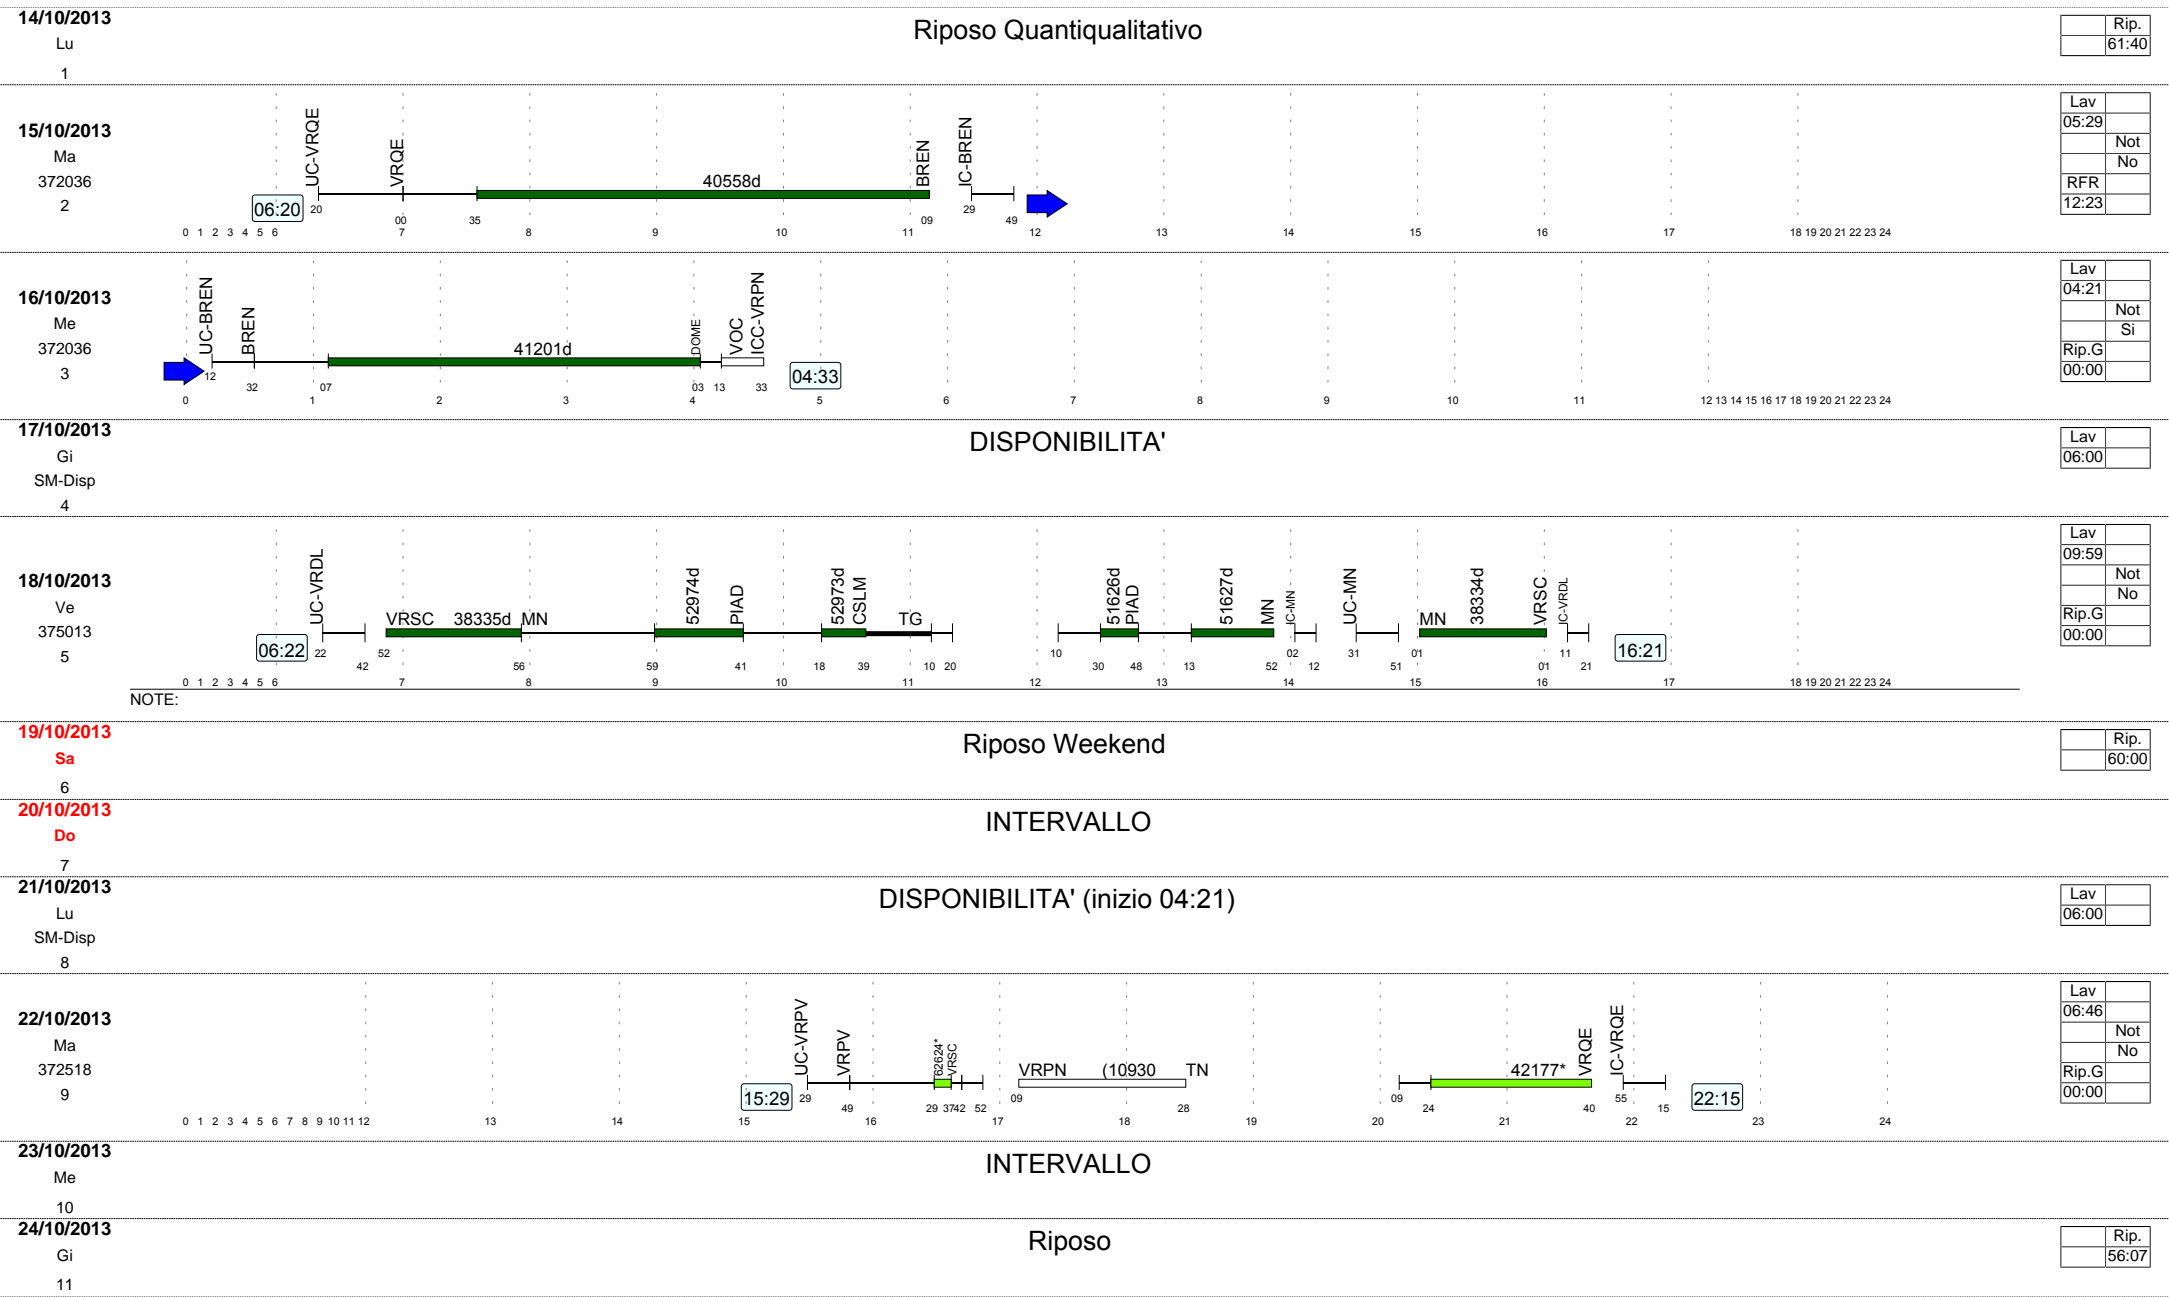 14/10/2013
Lu
1
Riposo Quantiqualitativo
Rip.
61:40
15/10/2013
Ma
372036
2
06:20
UC-VRQE
VRQE
40558d
BREN
IC-BREN
20 00 35 09 29 49
0 1 2 3 4 5 6 7 8 9 10 11 12 13 14 15 16 17 18 19 20 21 22 23 24
Lav
05:29
Not
No
RFR
12:23
16/10/2013
Me
372036
3
UC-BREN
BREN
41201d
DOME
VOC
ICC-VRPN
04:33
12 32 07 03 13 33
0 1 2 3 4 5 6 7 8 9 10 11 12 13 14 15 16 17 18 19 20 21 22 23 24
Lav
04:21
Not
Si
Rip.G
00:00
17/10/2013
Gi
SM-Disp
4
DISPONIBILITA'
Lav
06:00
18/10/2013
Ve
375013
5
06:22
UC-VRDL
VRSC 38335d MN
52974d
PIAD
52973d
CSLM
TG
51626d
PIAD
51627d
MN
IC-MN
UC-MN
MN
38334d
VRSC
IC-VRDL
16:21
22 42 52 56 59 41 18 39 10 20 10 30 48 13 52 02 12 31 51 01 01 11 21
0 1 2 3 4 5 6 7 8 9 10 11 12 13 14 15 16 17 18 19 20 21 22 23 24
NOTE:
Lav
09:59
Not
No
Rip.G
00:00
19/10/2013
Sa
6
Riposo Weekend
Rip.
60:00
20/10/2013
Do
7
INTERVALLO
21/10/2013
Lu
SM-Disp
8
DISPONIBILITA' (inizio 04:21)
Lav
06:00
22/10/2013
Ma
372518
9
15:29
UC-VRPV
VRPV
62624*
VRSC
VRPN (10930 TN
42177*
VRQE
IC-VRQE
22:15
29 49 29 37 42 52 09 28 09 24 40 55 15
0 1 2 3 4 5 6 7 8 9 10 11 12 13 14 15 16 17 18 19 20 21 22 23 24
Lav
06:46
Not
No
Rip.G
00:00
23/10/2013
Me
10
INTERVALLO
24/10/2013
Gi
11
Riposo
Rip.
56:07